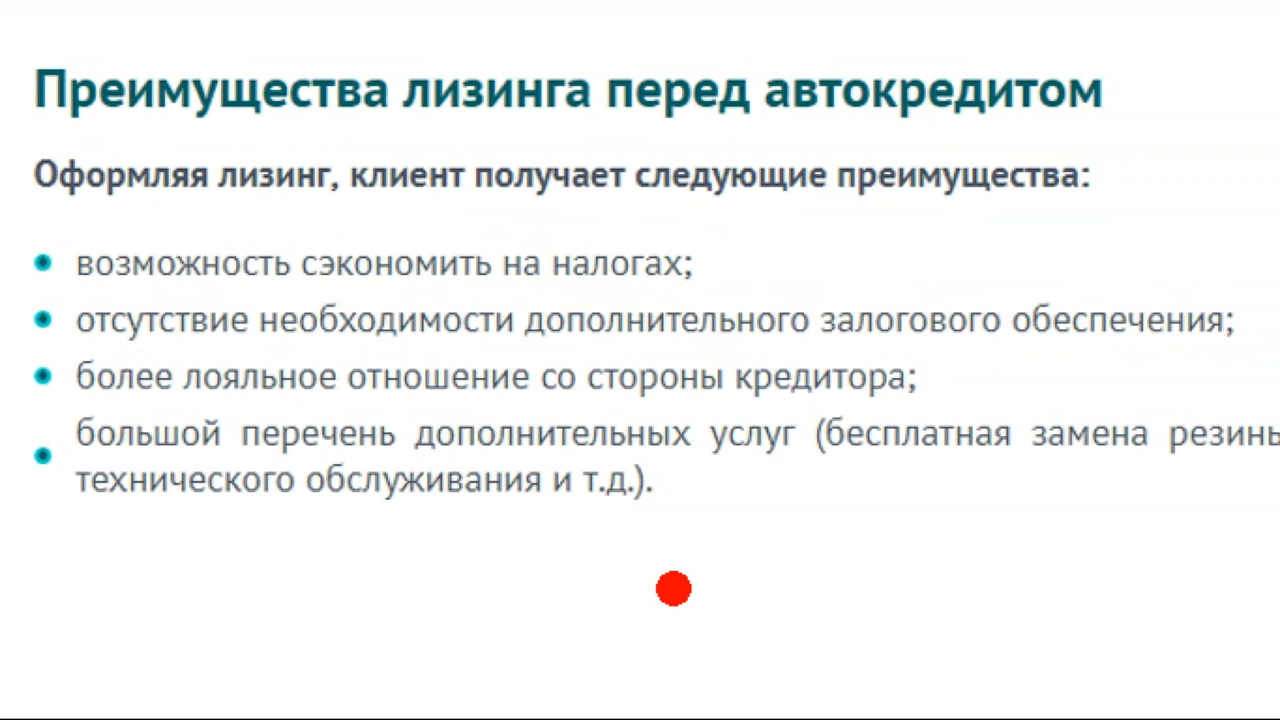 Преимущества лизинга перед автокредитом
Оформляя лизинг, клиент получает следующие преимущества:
возможность сэкономить на налогах;
отсутствие необходимости дополнительного залогового обеспечения;
более лояльное отношение со стороны кредитора;
большой перечень дополнительных услуг (бесплатная замена
технического обслуживания и т.д.).